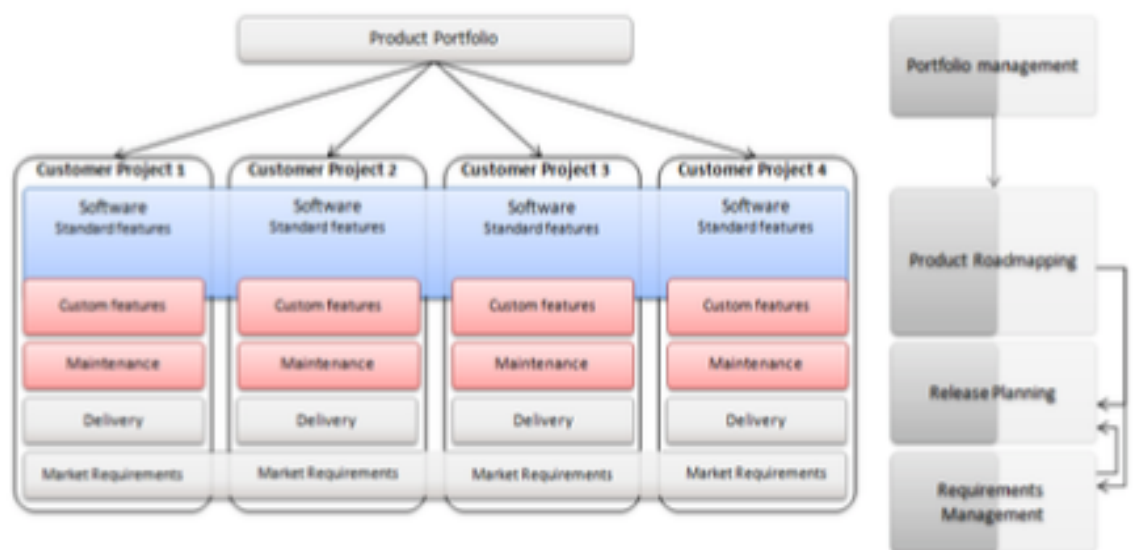 Product Portfolio
Customer Project 1
Customer Project 2
Customer Project 3
Customer Project 4
Software
Standard features
Software
Standard features
Software
Standard features
Software
Standard features
Custom features
Custom features
Custom features
Custom features
Maintenance
Maintenance
Maintenance
Maintenance
Delivery
Delivery
Delivery
Delivery
Market Requirements
Market Requirements
Market Requirements
Market Requirements
Portfolio management
Product Roadmapping
Release Planning
Requirements
Management